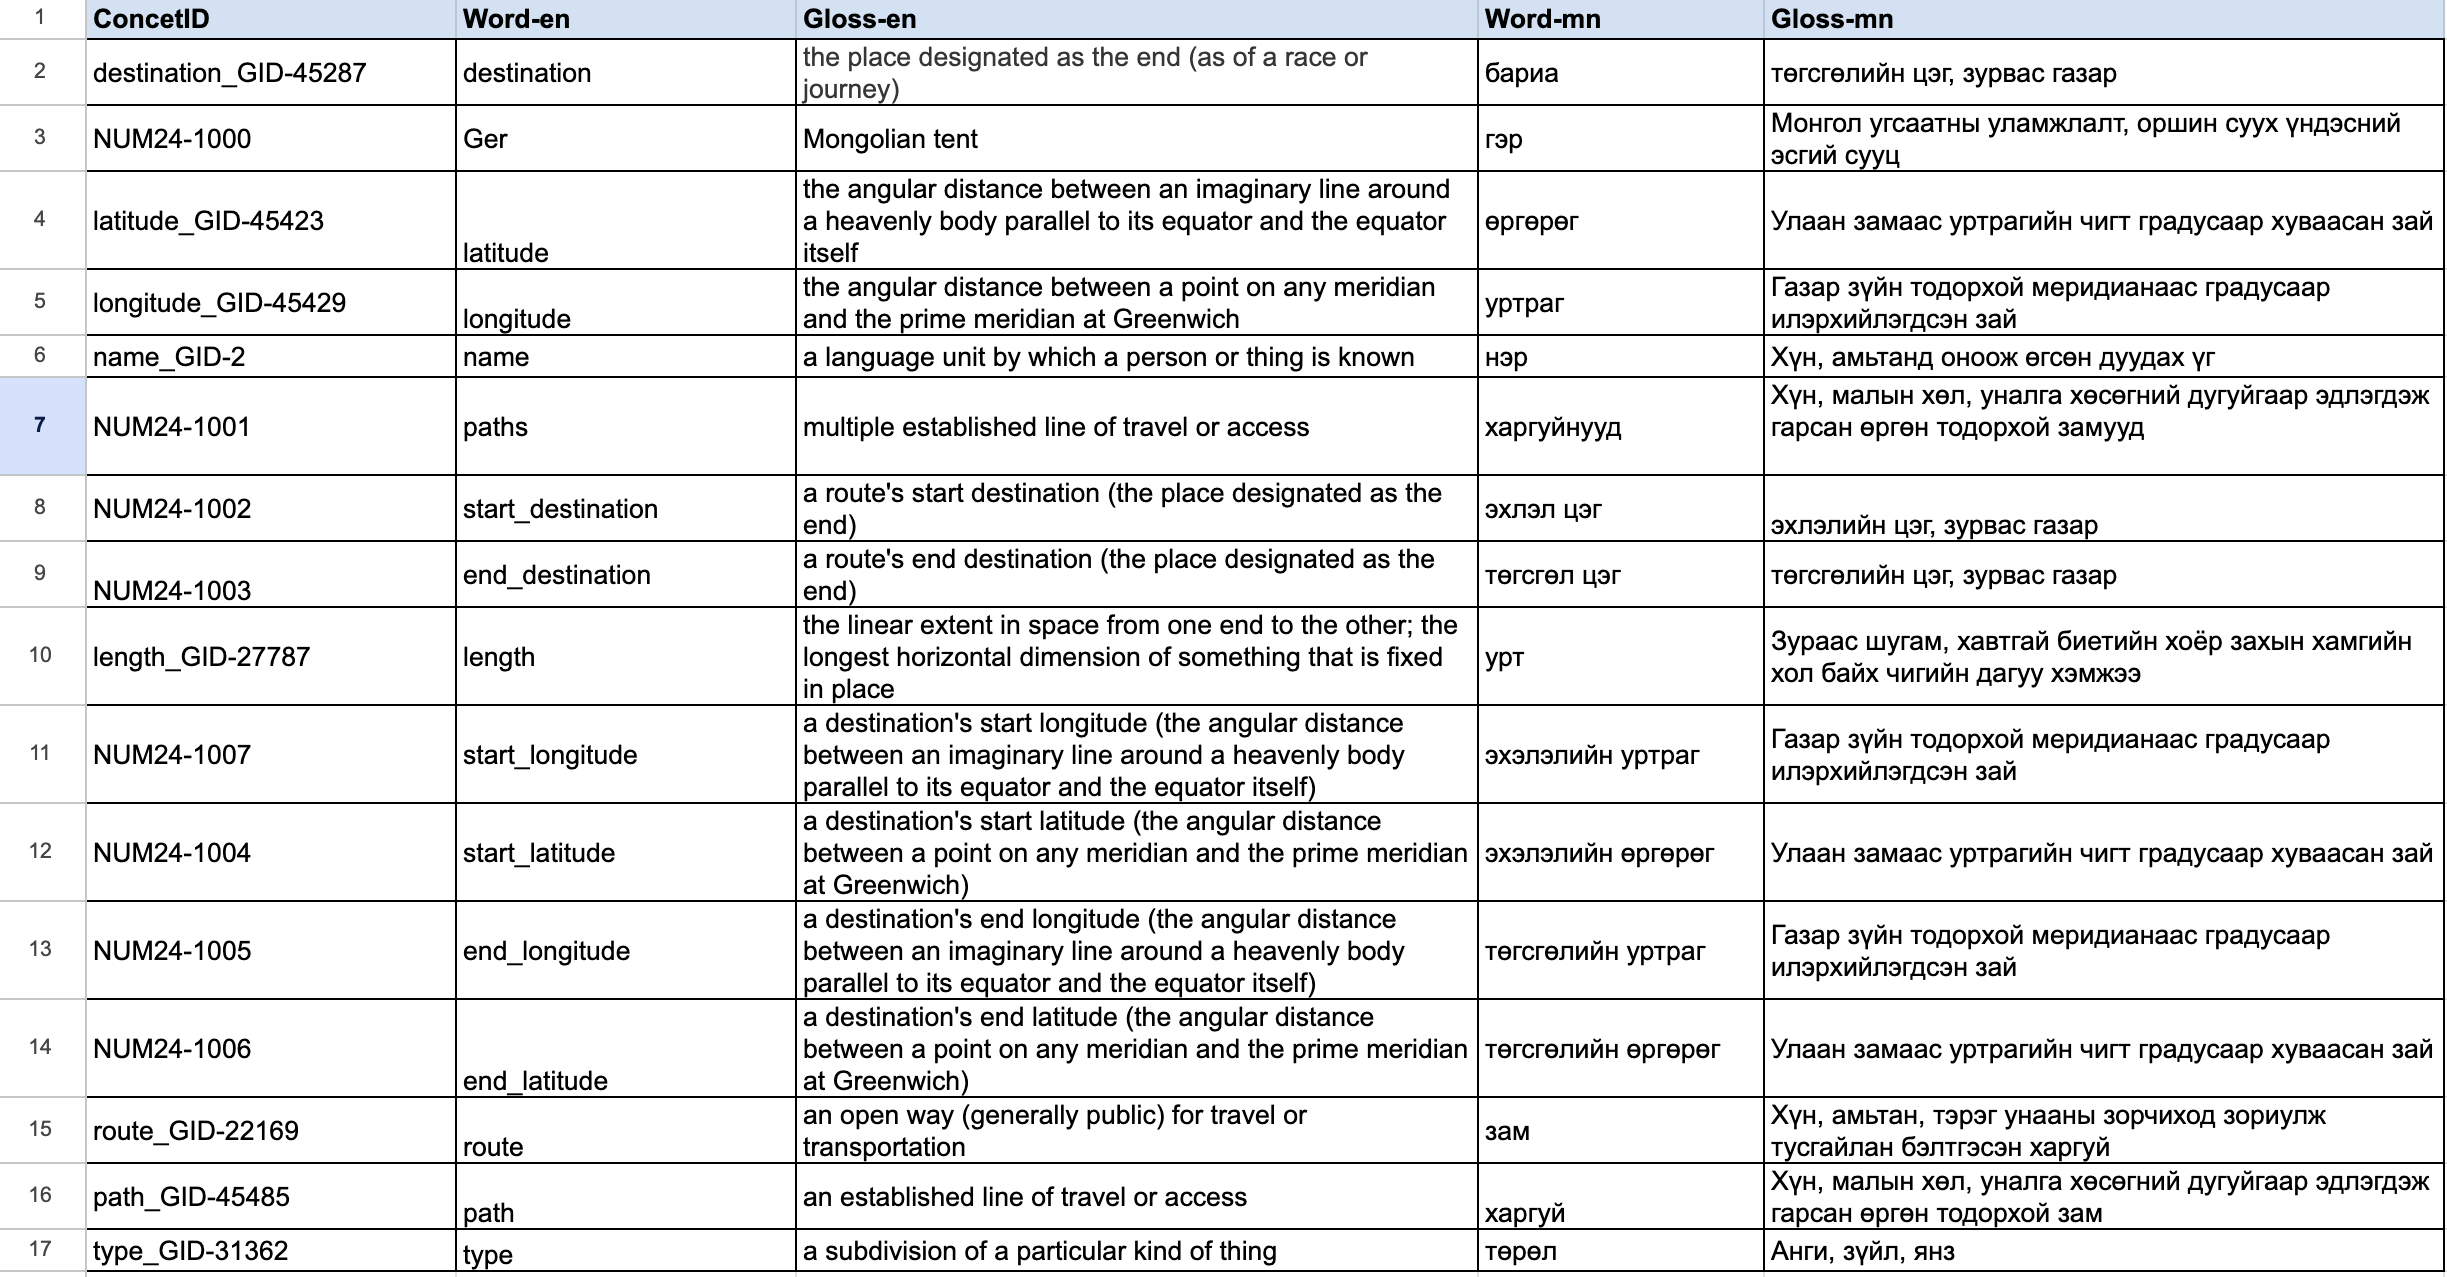 1 ConcetID Word-en Gloss-en Word-mn Gloss-mn
2 destination_GID-45287 destination the place designated as the end (as of a race or
journey) бариа төгсгөлийн цэг, зурвас газар
3 NUM24-1000 Ger Mongolian tent гэр Монгол угсаатны уламжлалт, оршин суух үндэсний
эсгий сууц
4 latitude_GID-45423 latitude the angular distance between an imaginary line around
a heavenly body parallel to its equator and the equator
itself өргөрөг Улаан замаас уртрагийн чигт градусаар хуваасан зай
5 longitude_GID-45429 longitude the angular distance between a point on any meridian
and the prime meridian at Greenwich уртраг Газар зүйн тодорхой меридианаас градусаар
илэрхийлэгдсэн зай
6 name_GID-2 name a language unit by which a person or thing is known нэр Хүн, амьтанд оноож өгсөн дуудах үг
7 NUM24-1001 paths multiple established line of travel or access харгуйнууд Хүн, малын хөл, уналга хөсөгний дугуйгаар эдлэгдэж
гарсан өргөн тодорхой замууд
8 NUM24-1002 start_destination a route's start destination (the place designated as the
end) эхлэл цэг эхлэлийн цэг, зурвас газар
9 NUM24-1003 end_destination a route's end destination (the place designated as the
end) төгсгөл цэг төгсгөлийн цэг, зурвас газар
10 length_GID-27787 length the linear extent in space from one end to the other; the
longest horizontal dimension of something that is fixed
in place урт Зураас шугам, хавтгай биетийн хоёр захын хамгийн
хол байх чигийн дагуу хэмжээ
11 NUM24-1007 start_longitude a destination's start longitude (the angular distance
between an imaginary line around a heavenly body
parallel to its equator and the equator itself) эхэлэлийн уртраг Газар зүйн тодорхой меридианаас градусаар
илэрхийлэгдсэн зай
12 NUM24-1004 start_latitude a destination's start latitude (the angular distance
between a point on any meridian and the prime meridian
at Greenwich) эхэлэлийн өргөрөг Улаан замаас уртрагийн чигт градусаар хуваасан зай
13 NUM24-1005 end_longitude a destination's end longitude (the angular distance
between an imaginary line around a heavenly body
parallel to its equator and the equator itself) төгсгөлийн уртраг Газар зүйн тодорхой меридианаас градусаар
илэрхийлэгдсэн зай
14 NUM24-1006 end_latitude a destination's end latitude (the angular distance
between a point on any meridian and the prime meridian
at Greenwich) төгсгөлийн өргөрөг Улаан замаас уртрагийн чигт градусаар хуваасан зай
15 route_GID-22169 route an open way (generally public) for travel or
transportation зам Хүн, амьтан, тэрэг унааны зорчиход зориулж
тусгайлан бэлтгэсэн харгуй
16 path_GID-45485 path an established line of travel or access харгуй Хүн, малын хөл, уналга хөсөгний дугуйгаар эдлэгдэж
гарсан өргөн тодорхой зам
17 type_GID-31362 type a subdivision of a particular kind of thing төрөл Анги, зүйл, янз